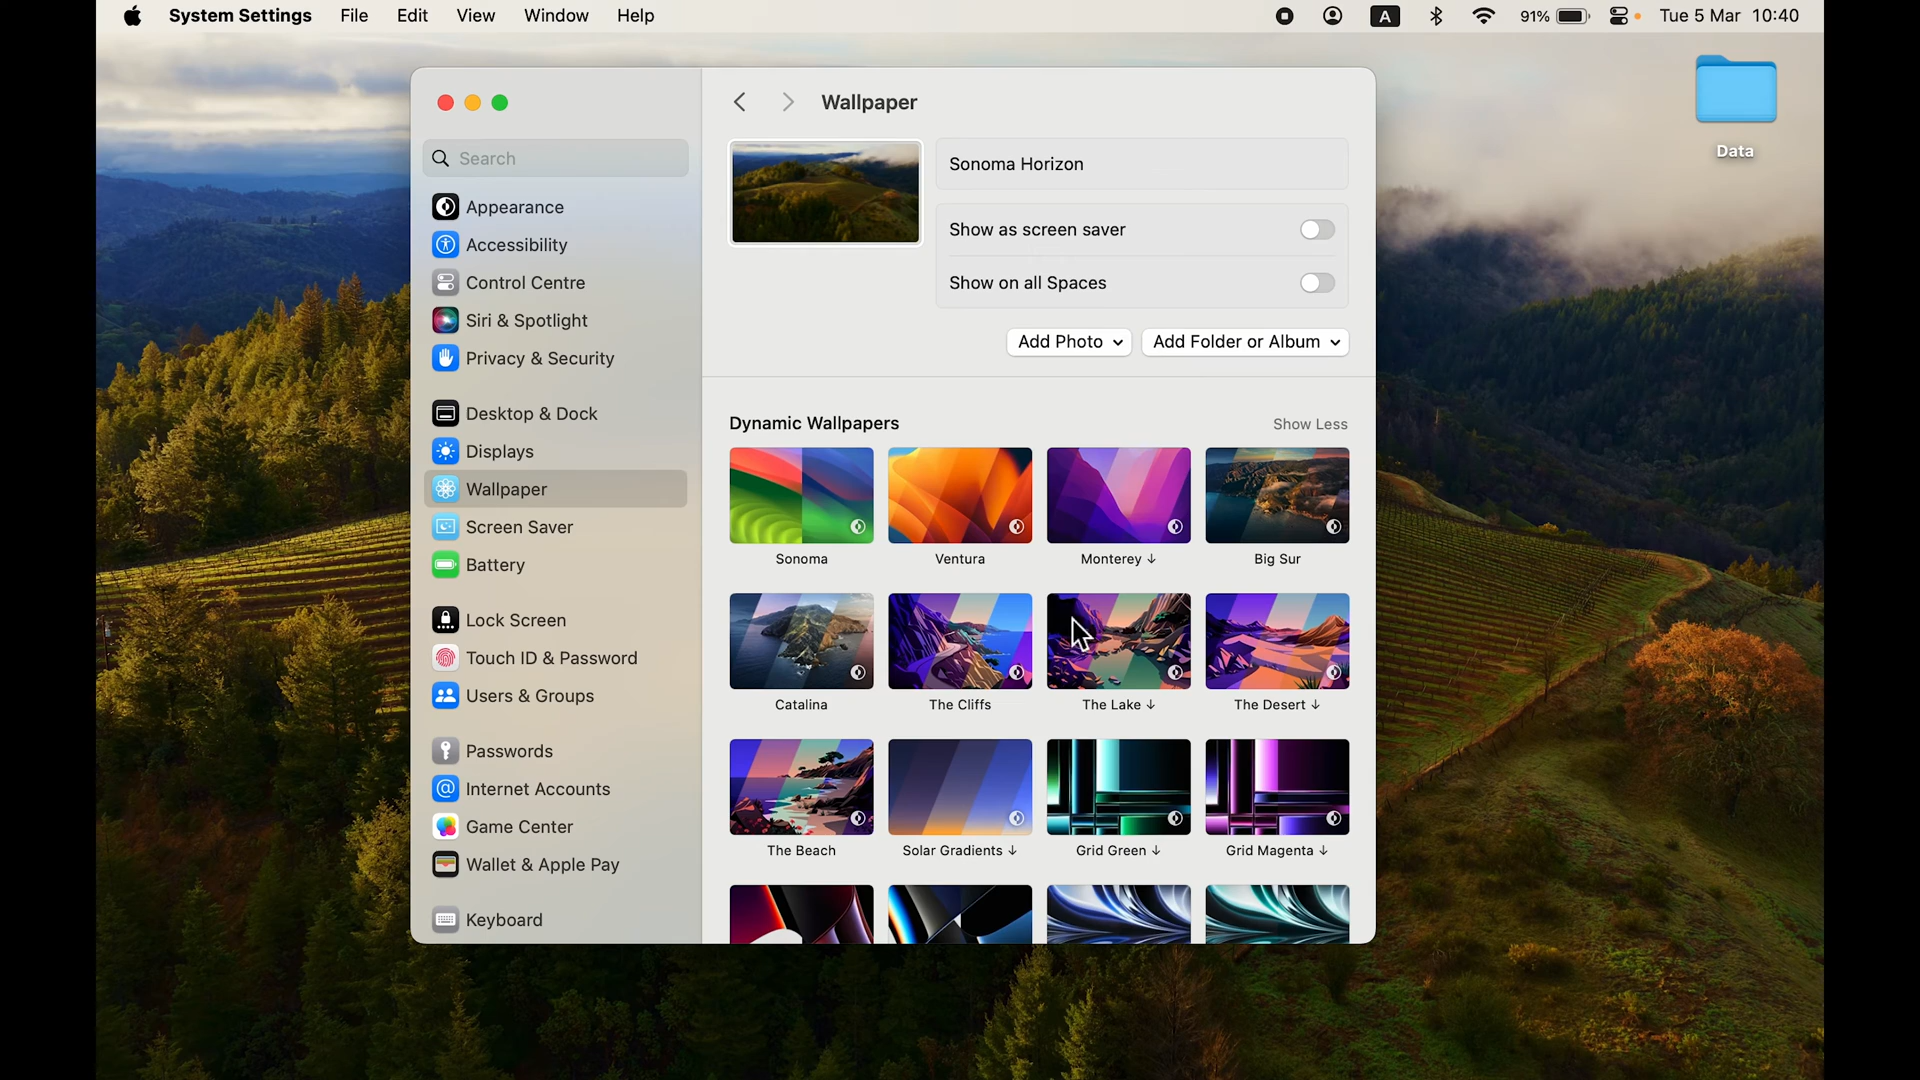 System Settings File Edit View Window Help A 91% Tue 5 Mar 10:40
Data
Search
Appearance
Accessibility
Control Centre
Siri & Spotlight
Privacy & Security
Desktop & Dock
Displays
Wallpaper
Screen Saver
Battery
Lock Screen
Touch ID & Password
Users & Groups
Passwords
Internet Accounts
Game Center
Wallet & Apple Pay
Keyboard
Wallpaper
Sonoma Horizon
Show as screen saver
Show on all Spaces
Add Photo Add Folder or Album
Dynamic Wallpapers Show Less
Sonoma Ventura Monterey ↓ Big Sur
Catalina The Cliffs The Lake ↓ The Desert ↓
The Beach Solar Gradients ↓ Grid Green ↓ Grid Magenta ↓